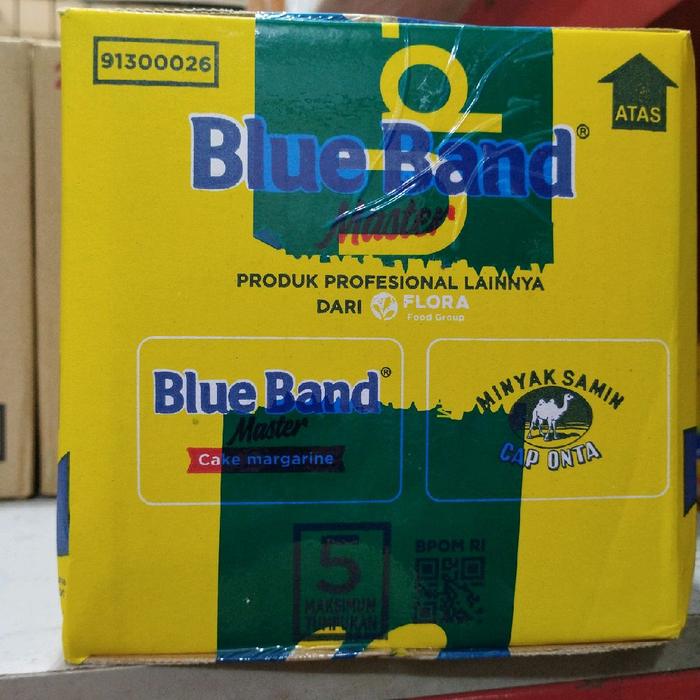 91300026
ATAS
Blue Band®
Master
PRODUK PROFESIONAL LAINNYA
DARI FLORA
Food Group
Blue Band®
Master
Cake margarine
MINYAK SAMIN
CAP ONTA
5
MAKSIMUM
TUMPUKAN
BPOM RI